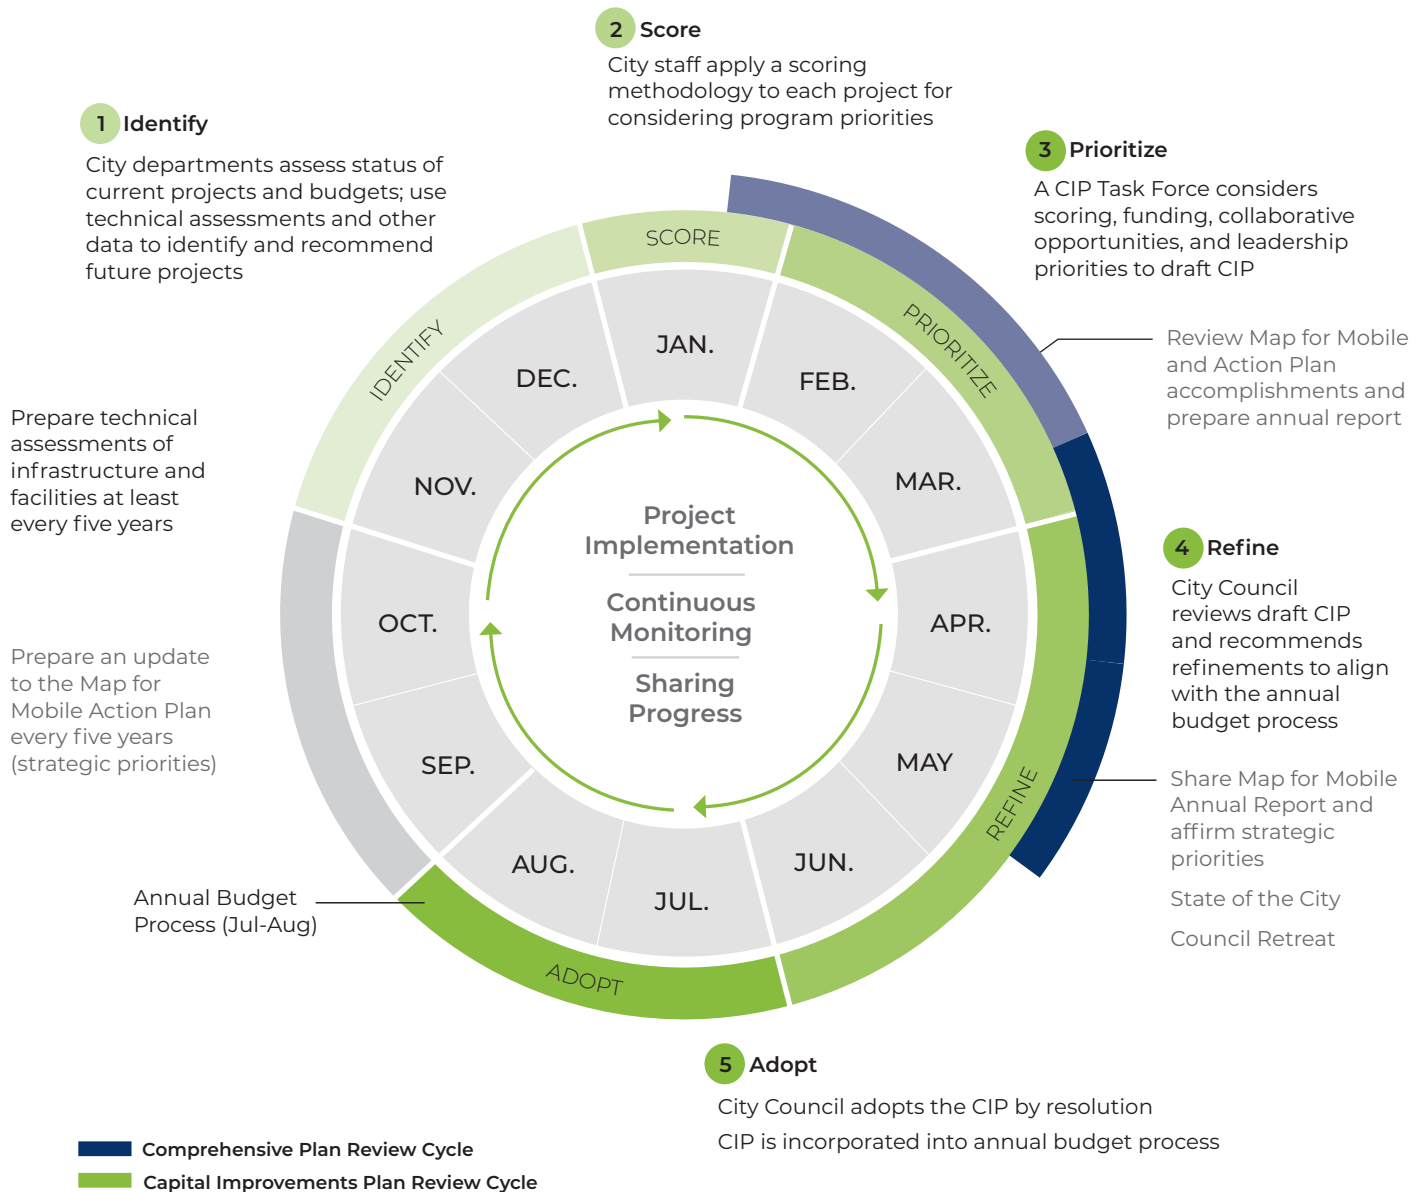 2 Score
City staff apply a scoring
methodology to each project for
considering program priorities
1 Identify
City departments assess status of
current projects and budgets; use
technical assessments and other
data to identify and recommend
future projects
3 Prioritize
A CIP Task Force considers
scoring, funding, collaborative
opportunities, and leadership
priorities to draft CIP
Review Map for Mobile
and Action Plan
accomplishments and
prepare annual report
Prepare technical
assessments of
infrastructure and
facilities at least
every five years
4 Refine
City Council
reviews draft CIP
and recommends
refinements to align
with the annual
budget process
Prepare an update
to the Map for
Mobile Action Plan
every five years
(strategic priorities)
Share Map for Mobile
Annual Report and
affirm strategic
priorities
State of the City
Council Retreat
Annual Budget
Process (Jul-Aug)
SCORE
PRIORITIZE
REFINE
ADOPT
IDENTIFY
JAN.
FEB.
MAR.
APR.
MAY
JUN.
JUL.
AUG.
SEP.
OCT.
NOV.
DEC.
Project
Implementation
Continuous
Monitoring
Sharing
Progress
5 Adopt
City Council adopts the CIP by resolution
CIP is incorporated into annual budget process
Comprehensive Plan Review Cycle
Capital Improvements Plan Review Cycle